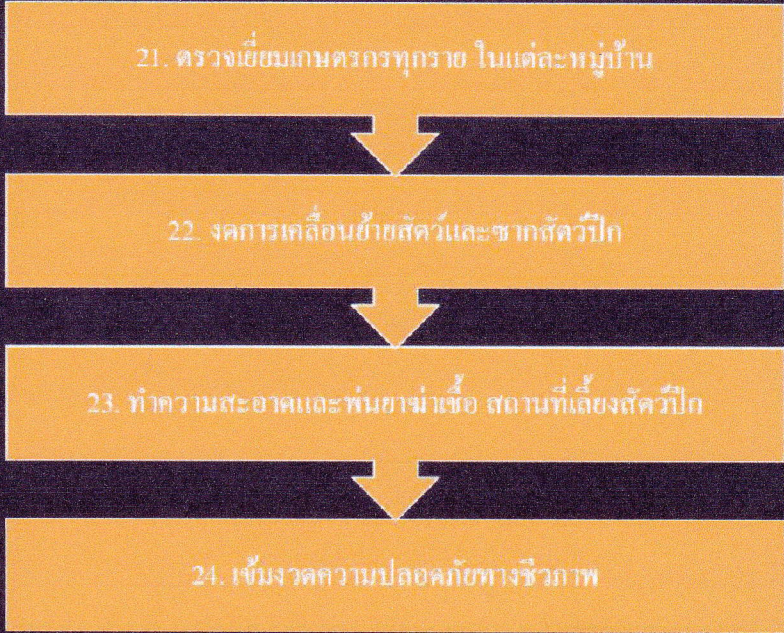 21. ตรวจเยี่ยมเกษตรกรทุกราย ในแต่ละหมู่บ้าน
22. งดการเคลื่อนย้ายสัตว์และซากสัตว์ปีก
23. ทำความสะอาดและพ่นยาฆ่าเชื้อ สถานที่เลี้ยงสัตว์ปีก
24. เข้มงวดความปลอดภัยทางชีวภาพ